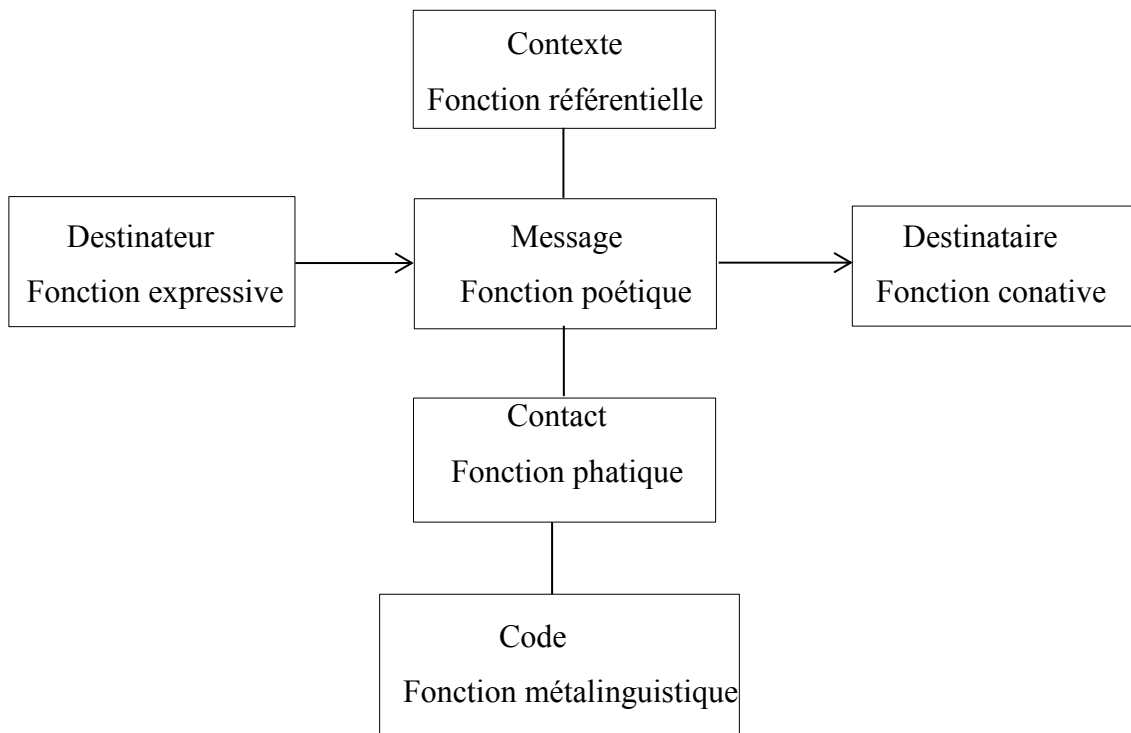 Contexte
Fonction référentielle
Destinateur
Fonction expressive
Message
Fonction poétique
Destinataire
Fonction conative
Contact
Fonction phatique
Code
Fonction métalinguistique